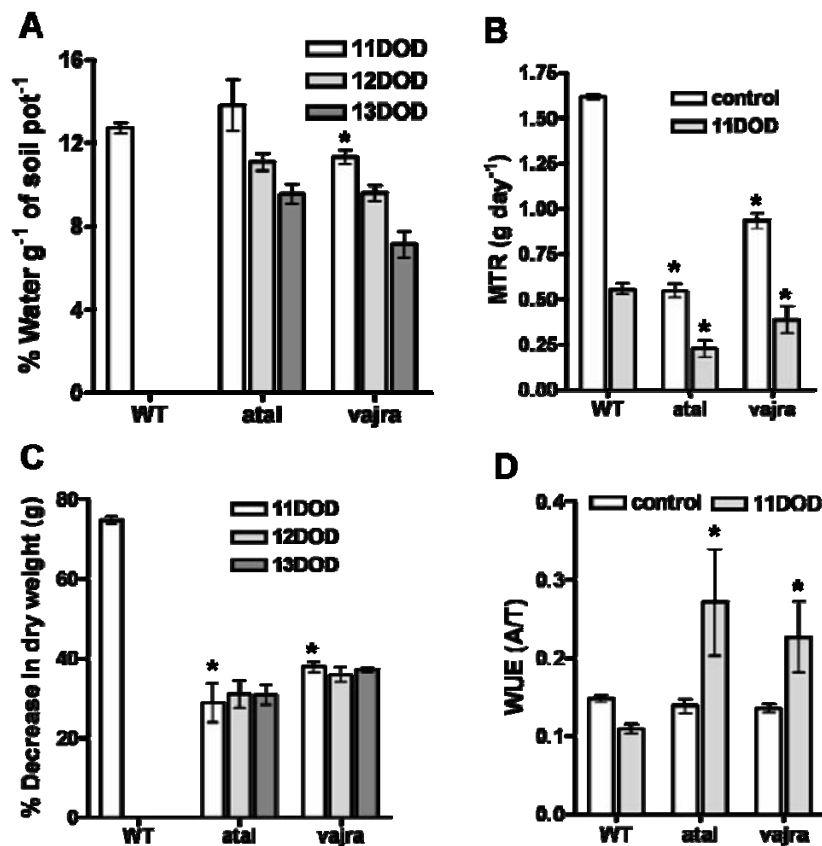 A
% Water g-1 of soil pot-1
16
12
8
4
0
11DOD
12DOD
13DOD
*
WT
atal
vajra
B
MTR (g day-1)
1.75
1.50
1.25
1.00
0.75
0.50
0.25
0.00
control
11DOD
*
*
*
*
WT
atal
vajra
C
% Decrease in dry weight (g)
80
60
40
20
0
11DOD
12DOD
13DOD
*
*
WT
atal
vajra
D
WUE (A/T)
0.4
0.3
0.2
0.1
0.0
control
11DOD
*
*
WT
atal
vajra